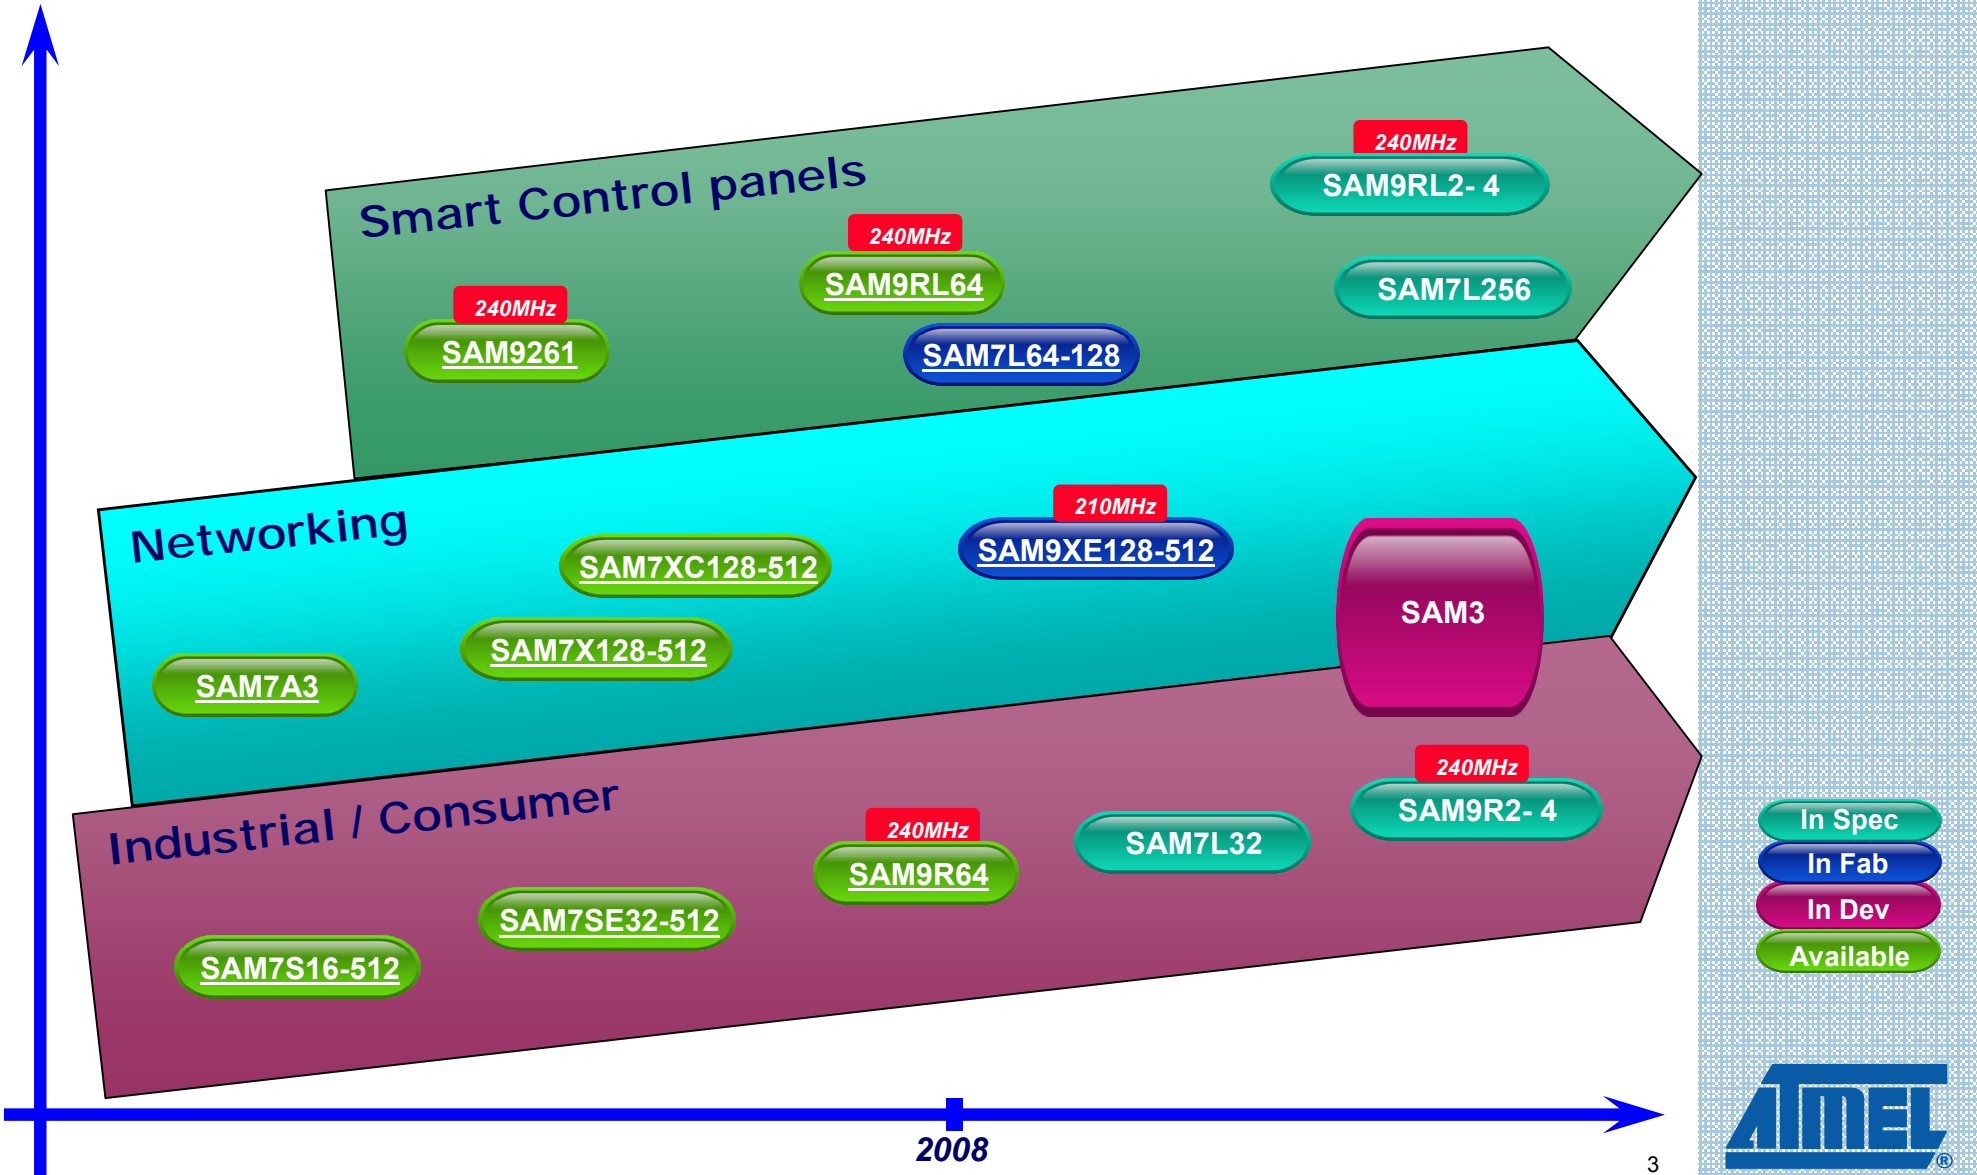 Smart Control panels
240MHz
SAM9RL2- 4
240MHz
SAM9RL64
SAM7L256
240MHz
SAM9261
SAM7L64-128
Networking
210MHz
SAM9XE128-512
SAM7XC128-512
SAM3
SAM7X128-512
SAM7A3
Industrial / Consumer
240MHz
SAM9R2- 4
240MHz
SAM9R64
SAM7L32
SAM7SE32-512
SAM7S16-512
In Spec
In Fab
In Dev
Available
2008
3
ATMEL
®